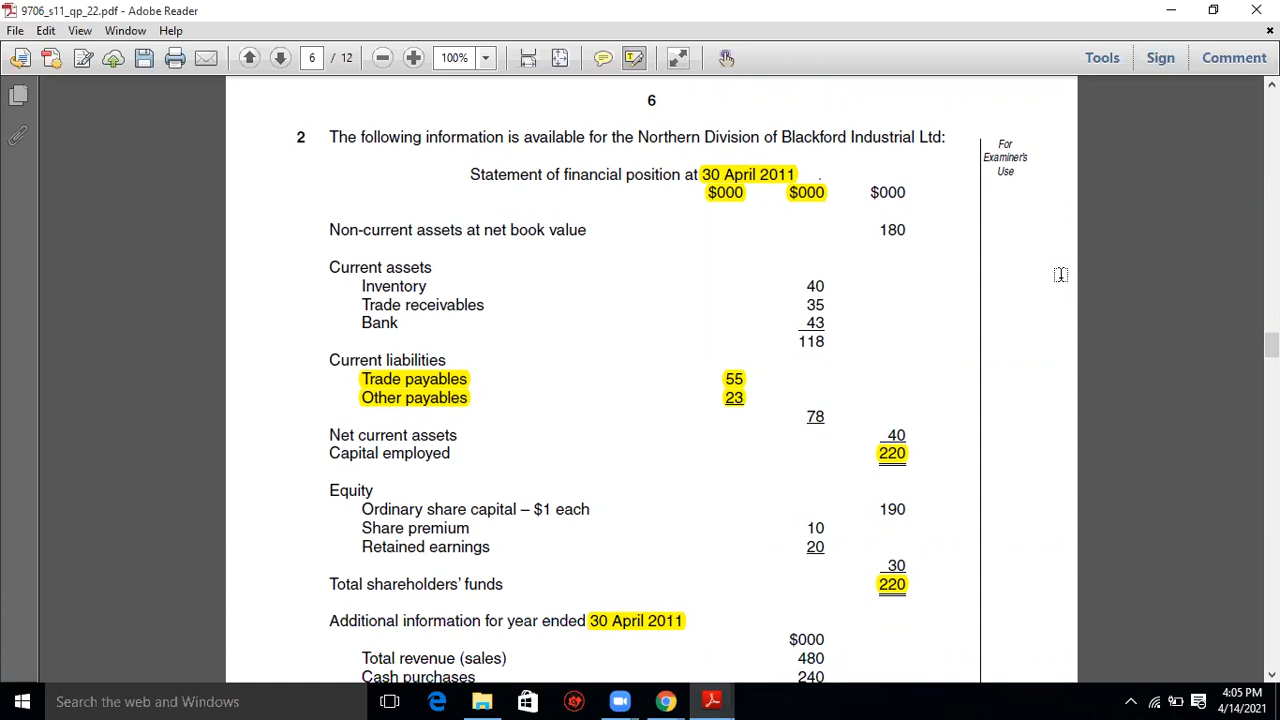 9706_s11_qp_22.pdf - Adobe Reader
File Edit View Window Help
6 / 12 100% Tools Sign Comment
6
2 The following information is available for the Northern Division of Blackford Industrial Ltd:
For
Examiner's
Use
Statement of financial position at 30 April 2011 .
$000 $000 $000
Non-current assets at net book value 180
Current assets
Inventory 40
Trade receivables 35
Bank 43
118
Current liabilities
Trade payables 55
Other payables 23
78
Net current assets 40
Capital employed 220
Equity
Ordinary share capital – $1 each 190
Share premium 10
Retained earnings 20
30
Total shareholders' funds 220
Additional information for year ended 30 April 2011
$000
Total revenue (sales) 480
Cash purchases 240
Search the web and Windows
4:05 PM
4/14/2021